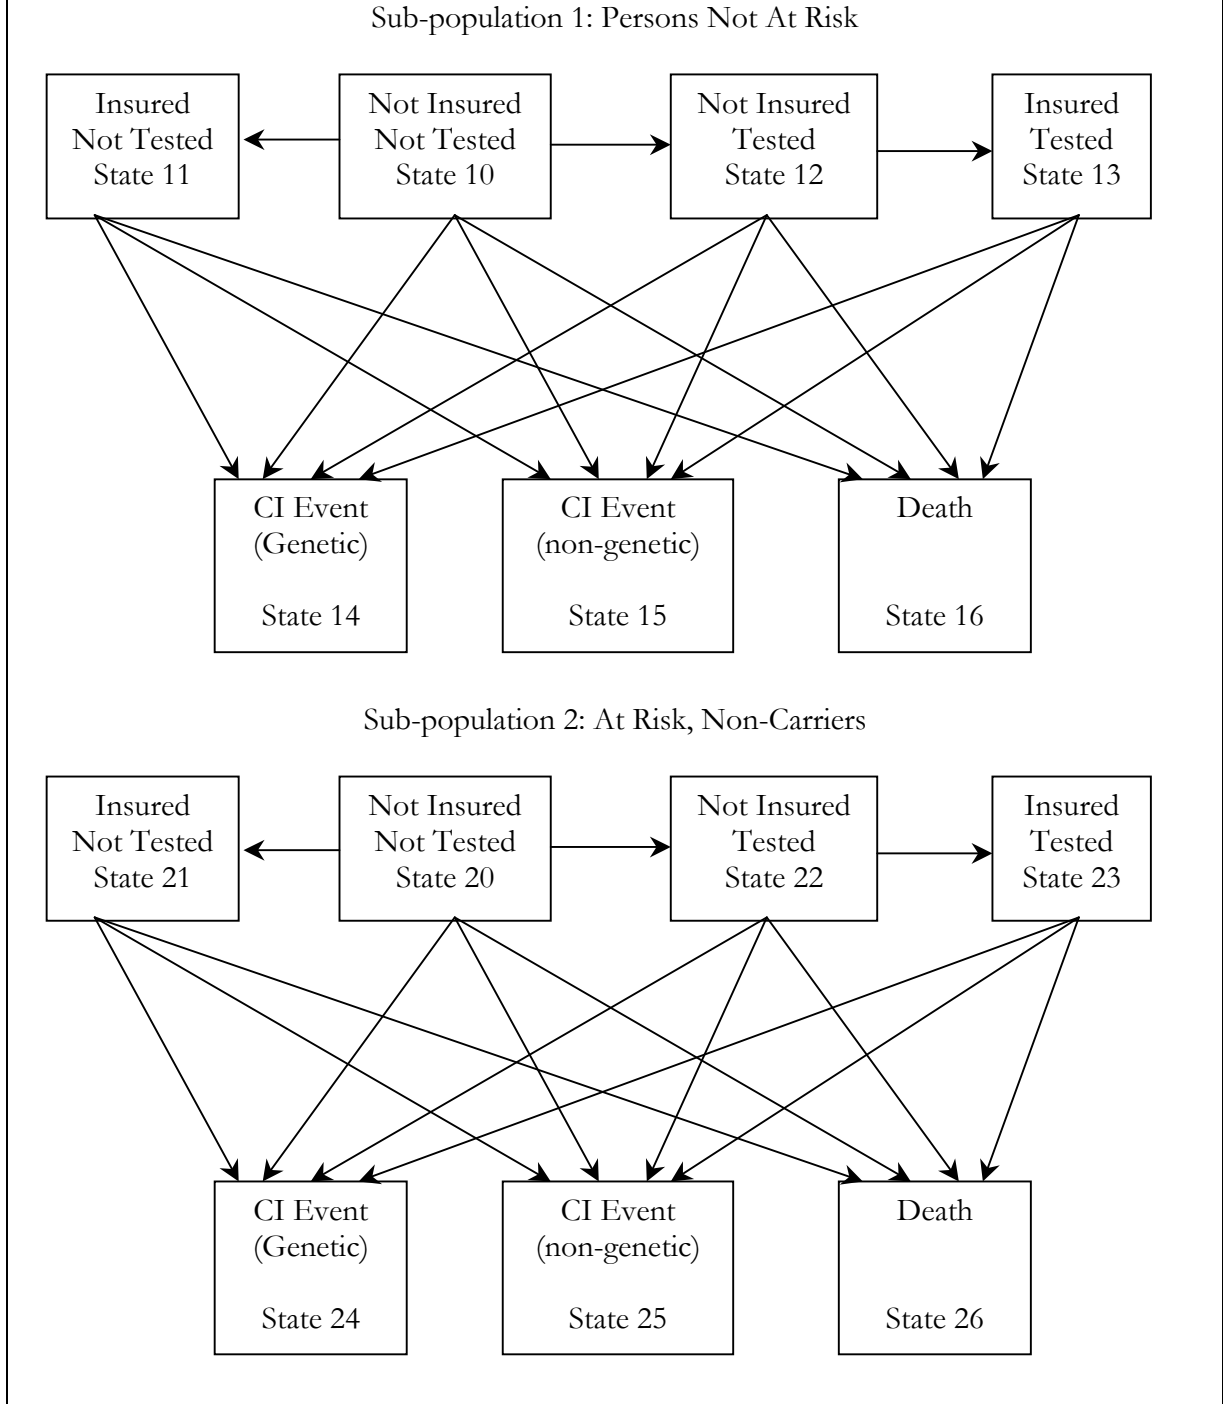 Sub-population 1: Persons Not At Risk
Insured
Not Tested
State 11
Not Insured
Not Tested
State 10
Not Insured
Tested
State 12
Insured
Tested
State 13
CI Event
(Genetic)
State 14
CI Event
(non-genetic)
State 15
Death
State 16
Sub-population 2: At Risk, Non-Carriers
Insured
Not Tested
State 21
Not Insured
Not Tested
State 20
Not Insured
Tested
State 22
Insured
Tested
State 23
CI Event
(Genetic)
State 24
CI Event
(non-genetic)
State 25
Death
State 26